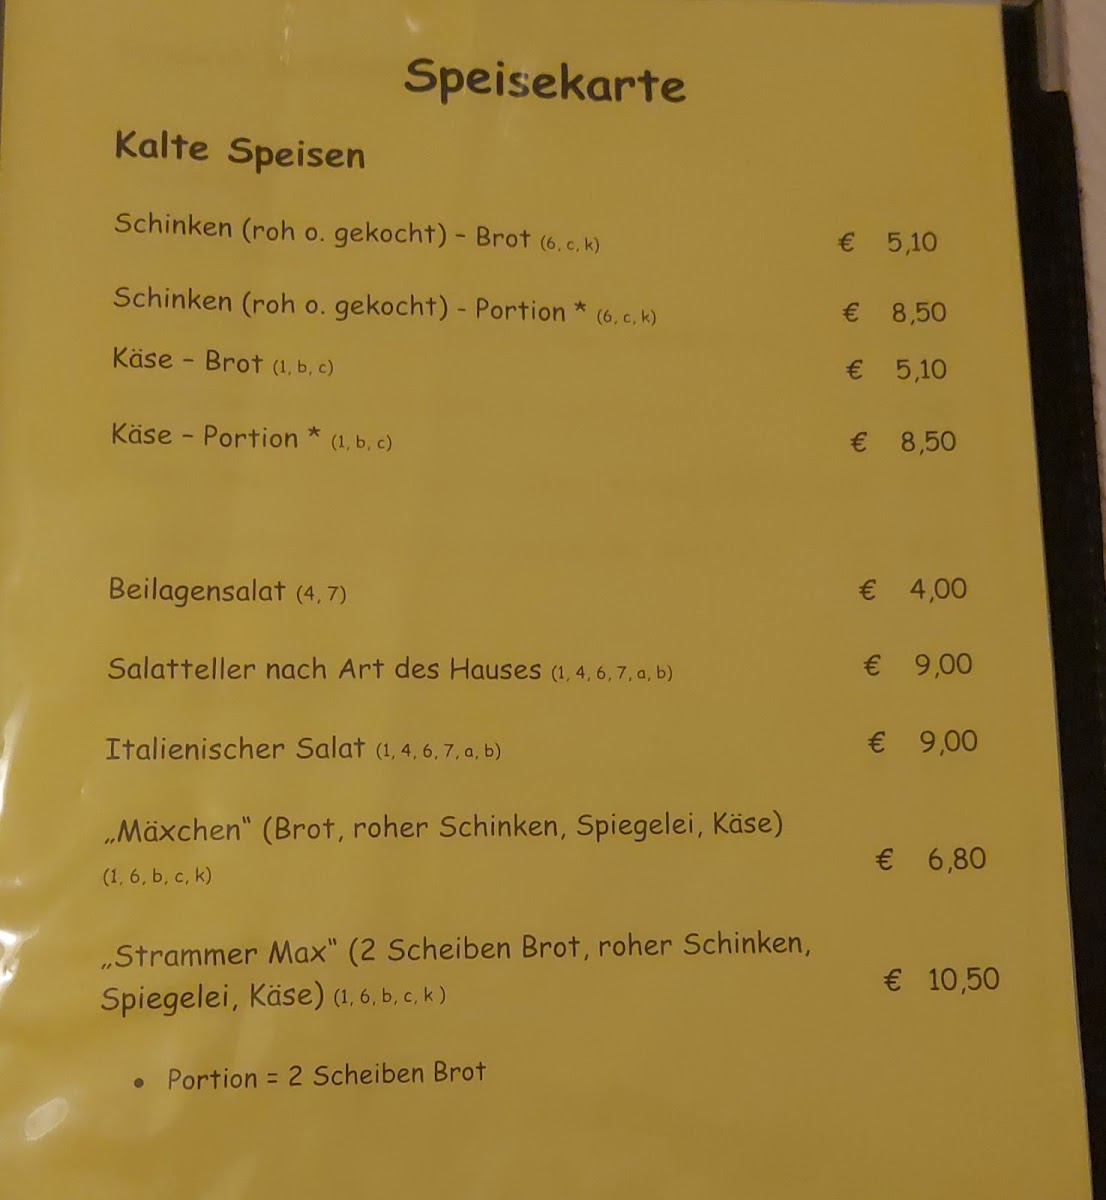 Speisekarte
Kalte Speisen
Schinken (roh o. gekocht) - Brot (6, c, k) € 5,10
Schinken (roh o. gekocht) - Portion * (6, c, k) € 8,50
Käse - Brot (1, b, c) € 5,10
Käse - Portion * (1, b, c) € 8,50
Beilagensalat (4, 7) € 4,00
Salatteller nach Art des Hauses (1, 4, 6, 7, a, b) € 9,00
Italienischer Salat (1, 4, 6, 7, a, b) € 9,00
„Mäxchen“ (Brot, roher Schinken, Spiegelei, Käse)
(1, 6, b, c, k) € 6,80
„Strammer Max“ (2 Scheiben Brot, roher Schinken,
Spiegelei, Käse) (1, 6, b, c, k ) € 10,50
• Portion = 2 Scheiben Brot